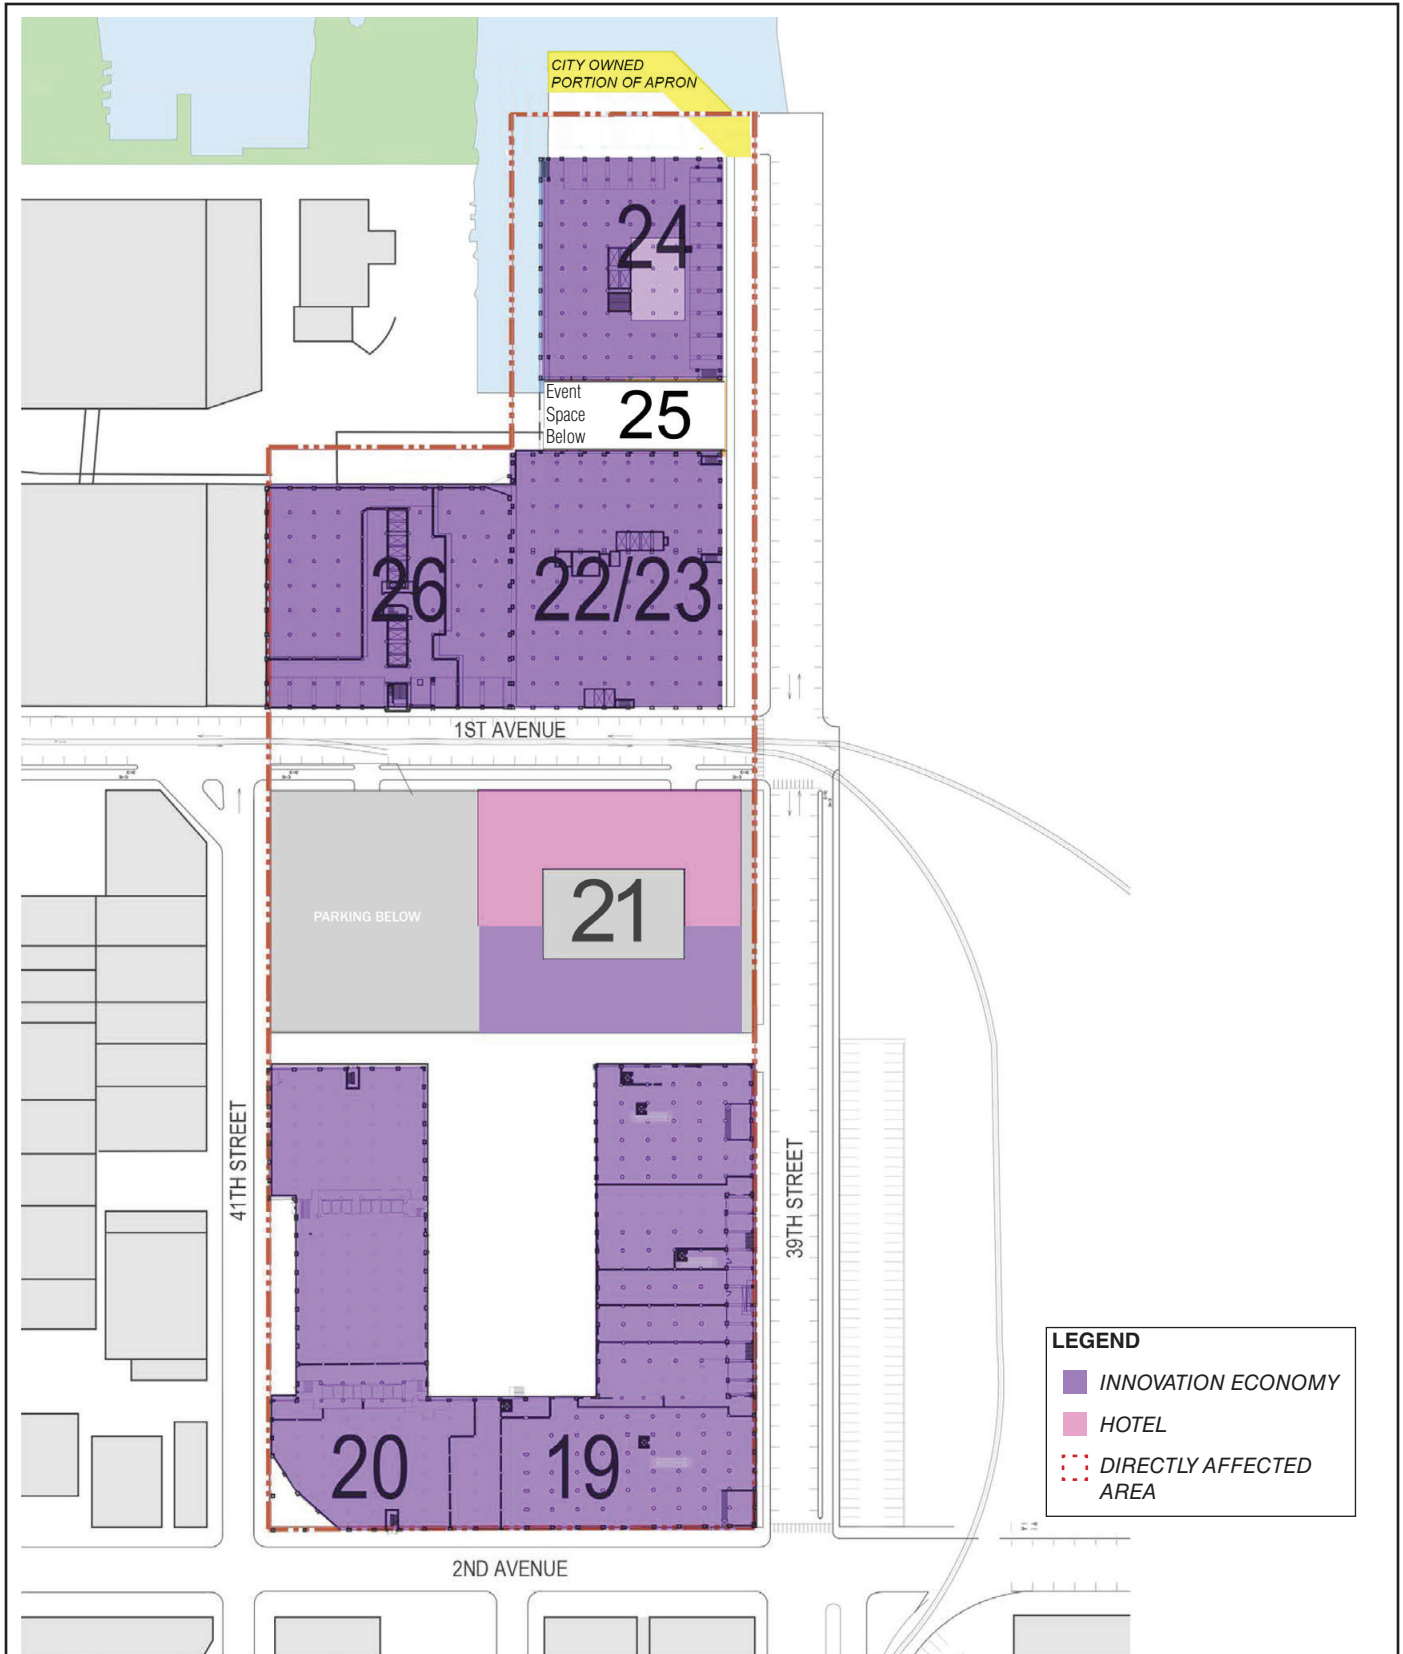 CITY OWNED
PORTION OF APRON
24
Event
Space
Below
25
26
22/23
1ST AVENUE
21
PARKING BELOW
41TH STREET
39TH STREET
LEGEND
INNOVATION ECONOMY
HOTEL
DIRECTLY AFFECTED
AREA
20
19
2ND AVENUE